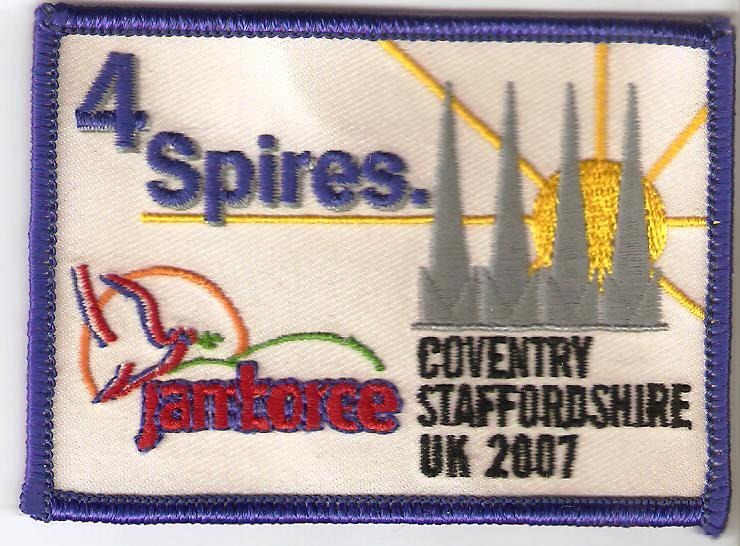 4
Spires.
jamboree
COVENTRY
STAFFORDSHIRE
UK 2007